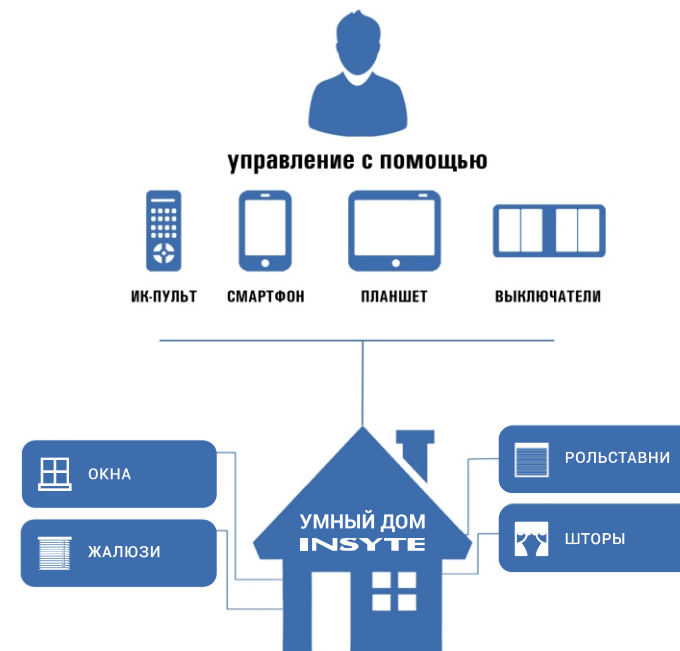 управление с помощью
ИК-ПУЛЬТ СМАРТФОН ПЛАНШЕТ ВЫКЛЮЧАТЕЛИ
ОКНА
РОЛЬСТАВНИ
УМНЫЙ ДОМ
INSYTE
ЖАЛЮЗИ
ШТОРЫ